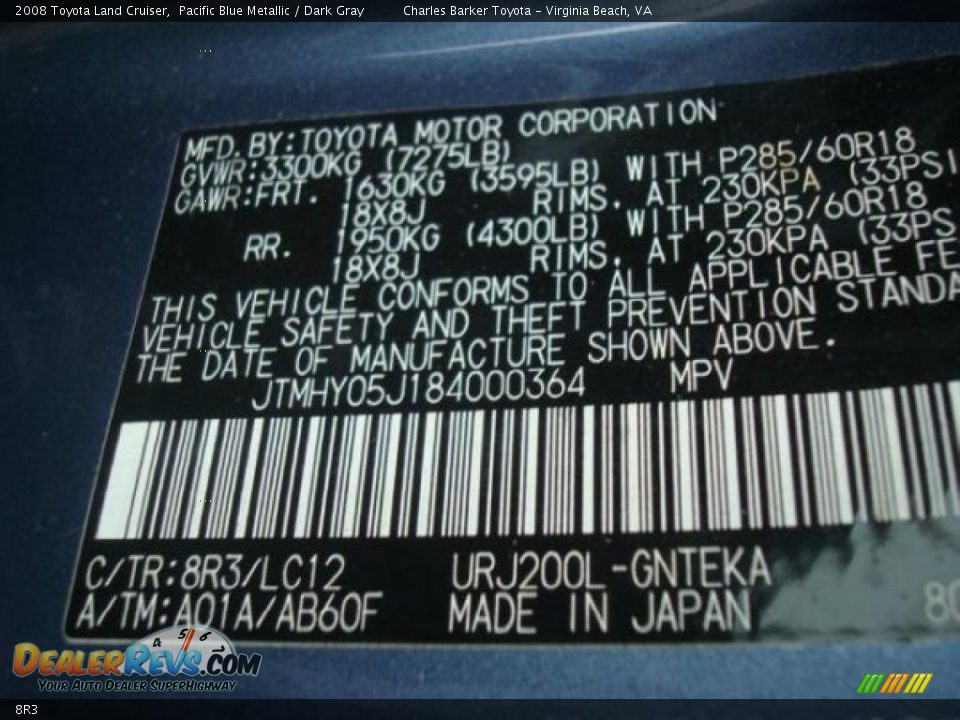 2008 Toyota Land Cruiser, Pacific Blue Metallic / Dark Gray Charles Barker Toyota - Virginia Beach, VA
MFD. BY: TOYOTA MOTOR CORPORATION
GVWR: 3300KG (7275LB)
GAWR: FRT. 1630KG (3595LB) WITH P285/60R18
18X8J RIMS. AT 230KPA (33PSI
RR. 1950KG (4300LB) WITH P285/60R18
18X8J RIMS. AT 230KPA (33PS
THIS VEHICLE CONFORMS TO ALL APPLICABLE FE
VEHICLE SAFETY AND THEFT PREVENTION STANDA
THE DATE OF MANUFACTURE SHOWN ABOVE.
JTMHY05J184000364 MPV
C/TR: 8R3/LC12 URJ200L-GNTEKA
A/TM: A01A/AB60F MADE IN JAPAN 80
4 5 6
DEALERREVS.COM
YOUR AUTO DEALER SUPERHIGHWAY
8R3